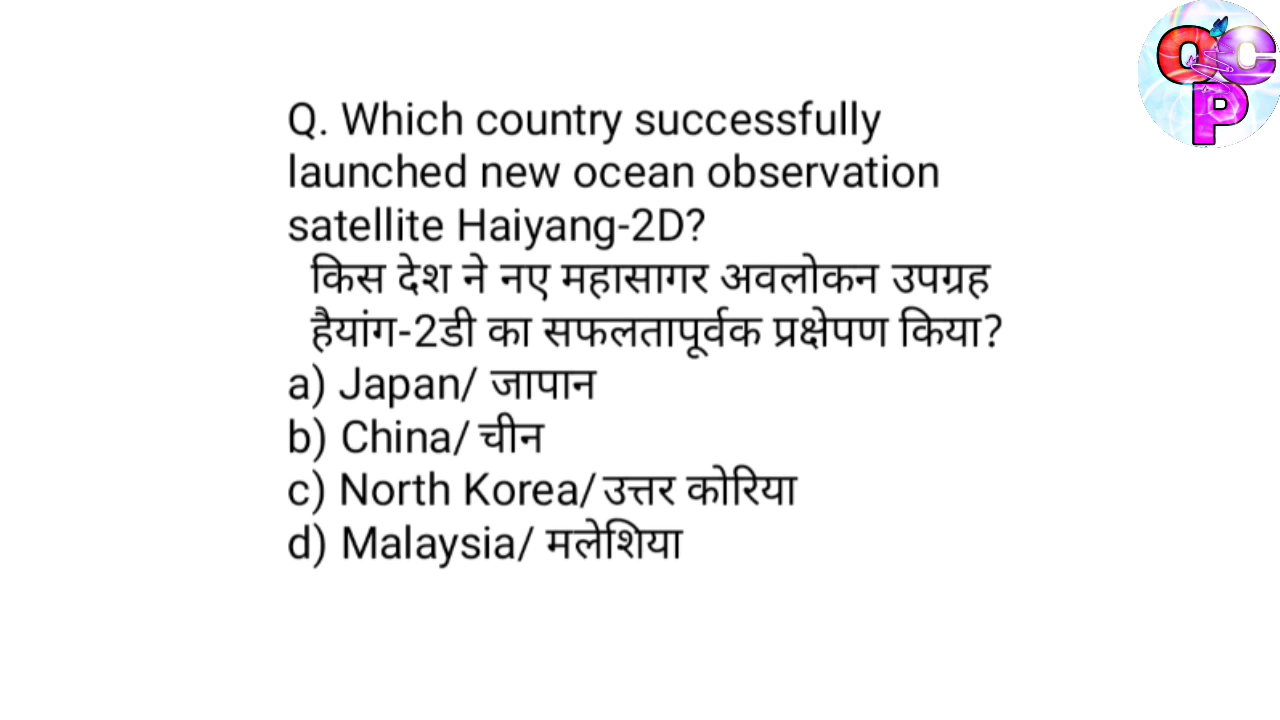 Q. Which country successfully
launched new ocean observation
satellite Haiyang-2D?
किस देश ने नए महासागर अवलोकन उपग्रह
हैयांग-2डी का सफलतापूर्वक प्रक्षेपण किया?
a) Japan/ जापान
b) China/ चीन
c) North Korea/ उत्तर कोरिया
d) Malaysia/ मलेशिया
QC
P